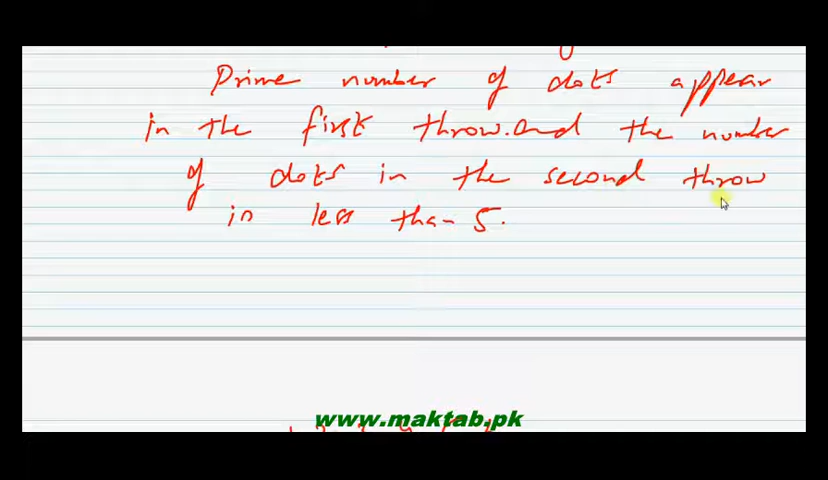 Prime number of dots appear
in the first throw. and the number
of dots in the second throw
in less than 5.
www.maktab.pk